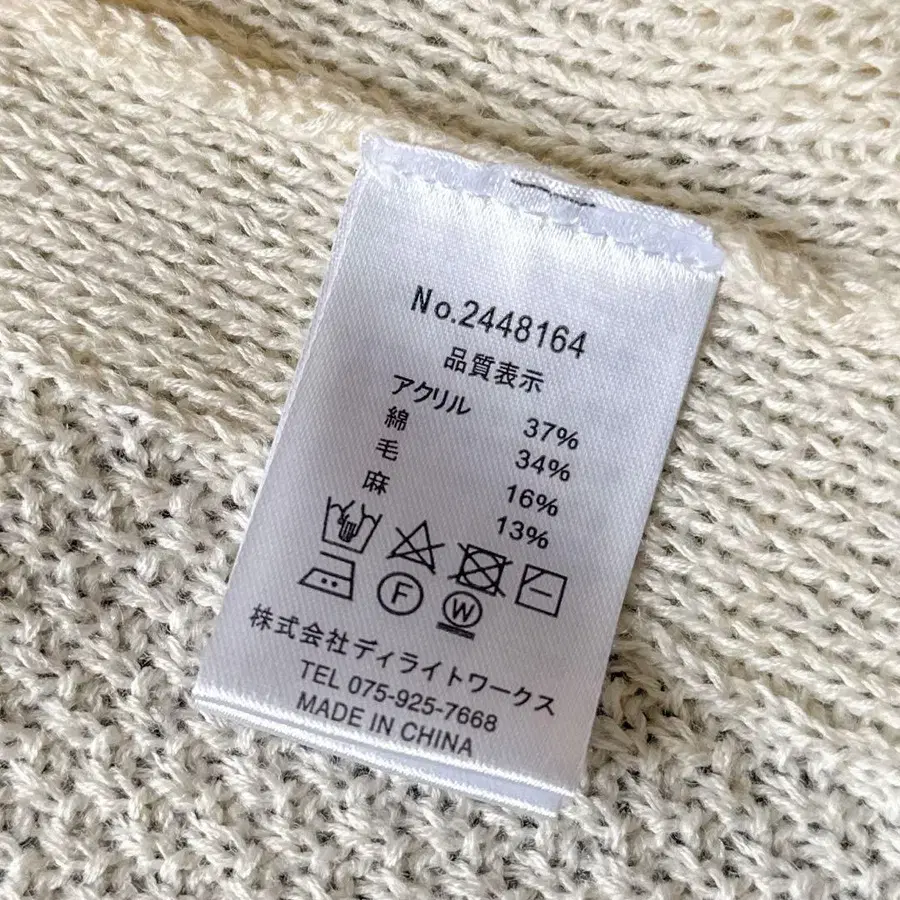 No.2448164
品質表示
アクリル 37%
綿 34%
毛 16%
麻 13%
F W
株式会社ディライトワークス
TEL 075-925-7668
MADE IN CHINA